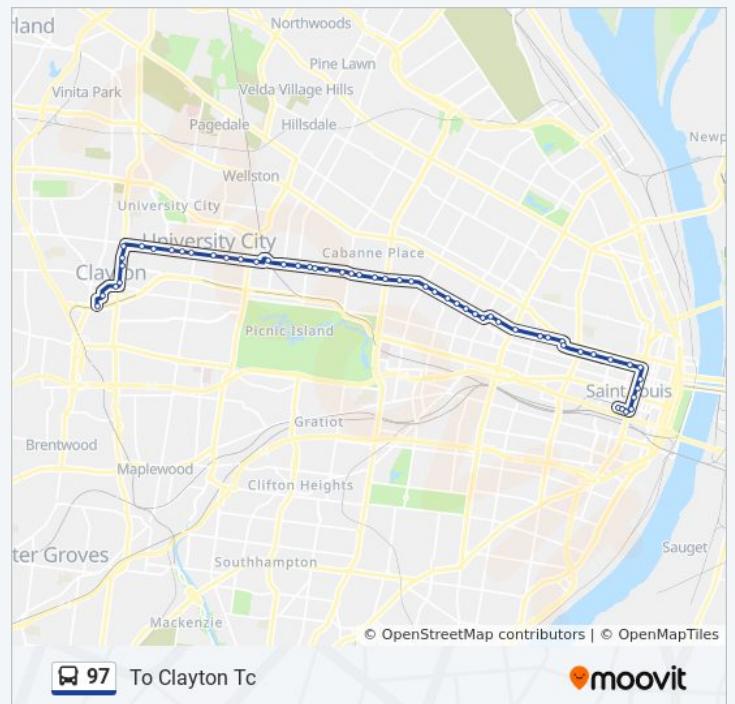 rland
Northwoods
Pine Lawn
Vinita Park
Velda Village Hills
Pagedale
Hillsdale
Newp
Wellston
University City
University City
Cabanne Place
Clayton
Picnic Island
Saint Louis
Gratiot
Brentwood
Maplewood
Clifton Heights
ter Groves
Sauget
Southhampton
Mackenzie
© OpenStreetMap contributors | © OpenMapTiles
97 To Clayton Tc
moovit